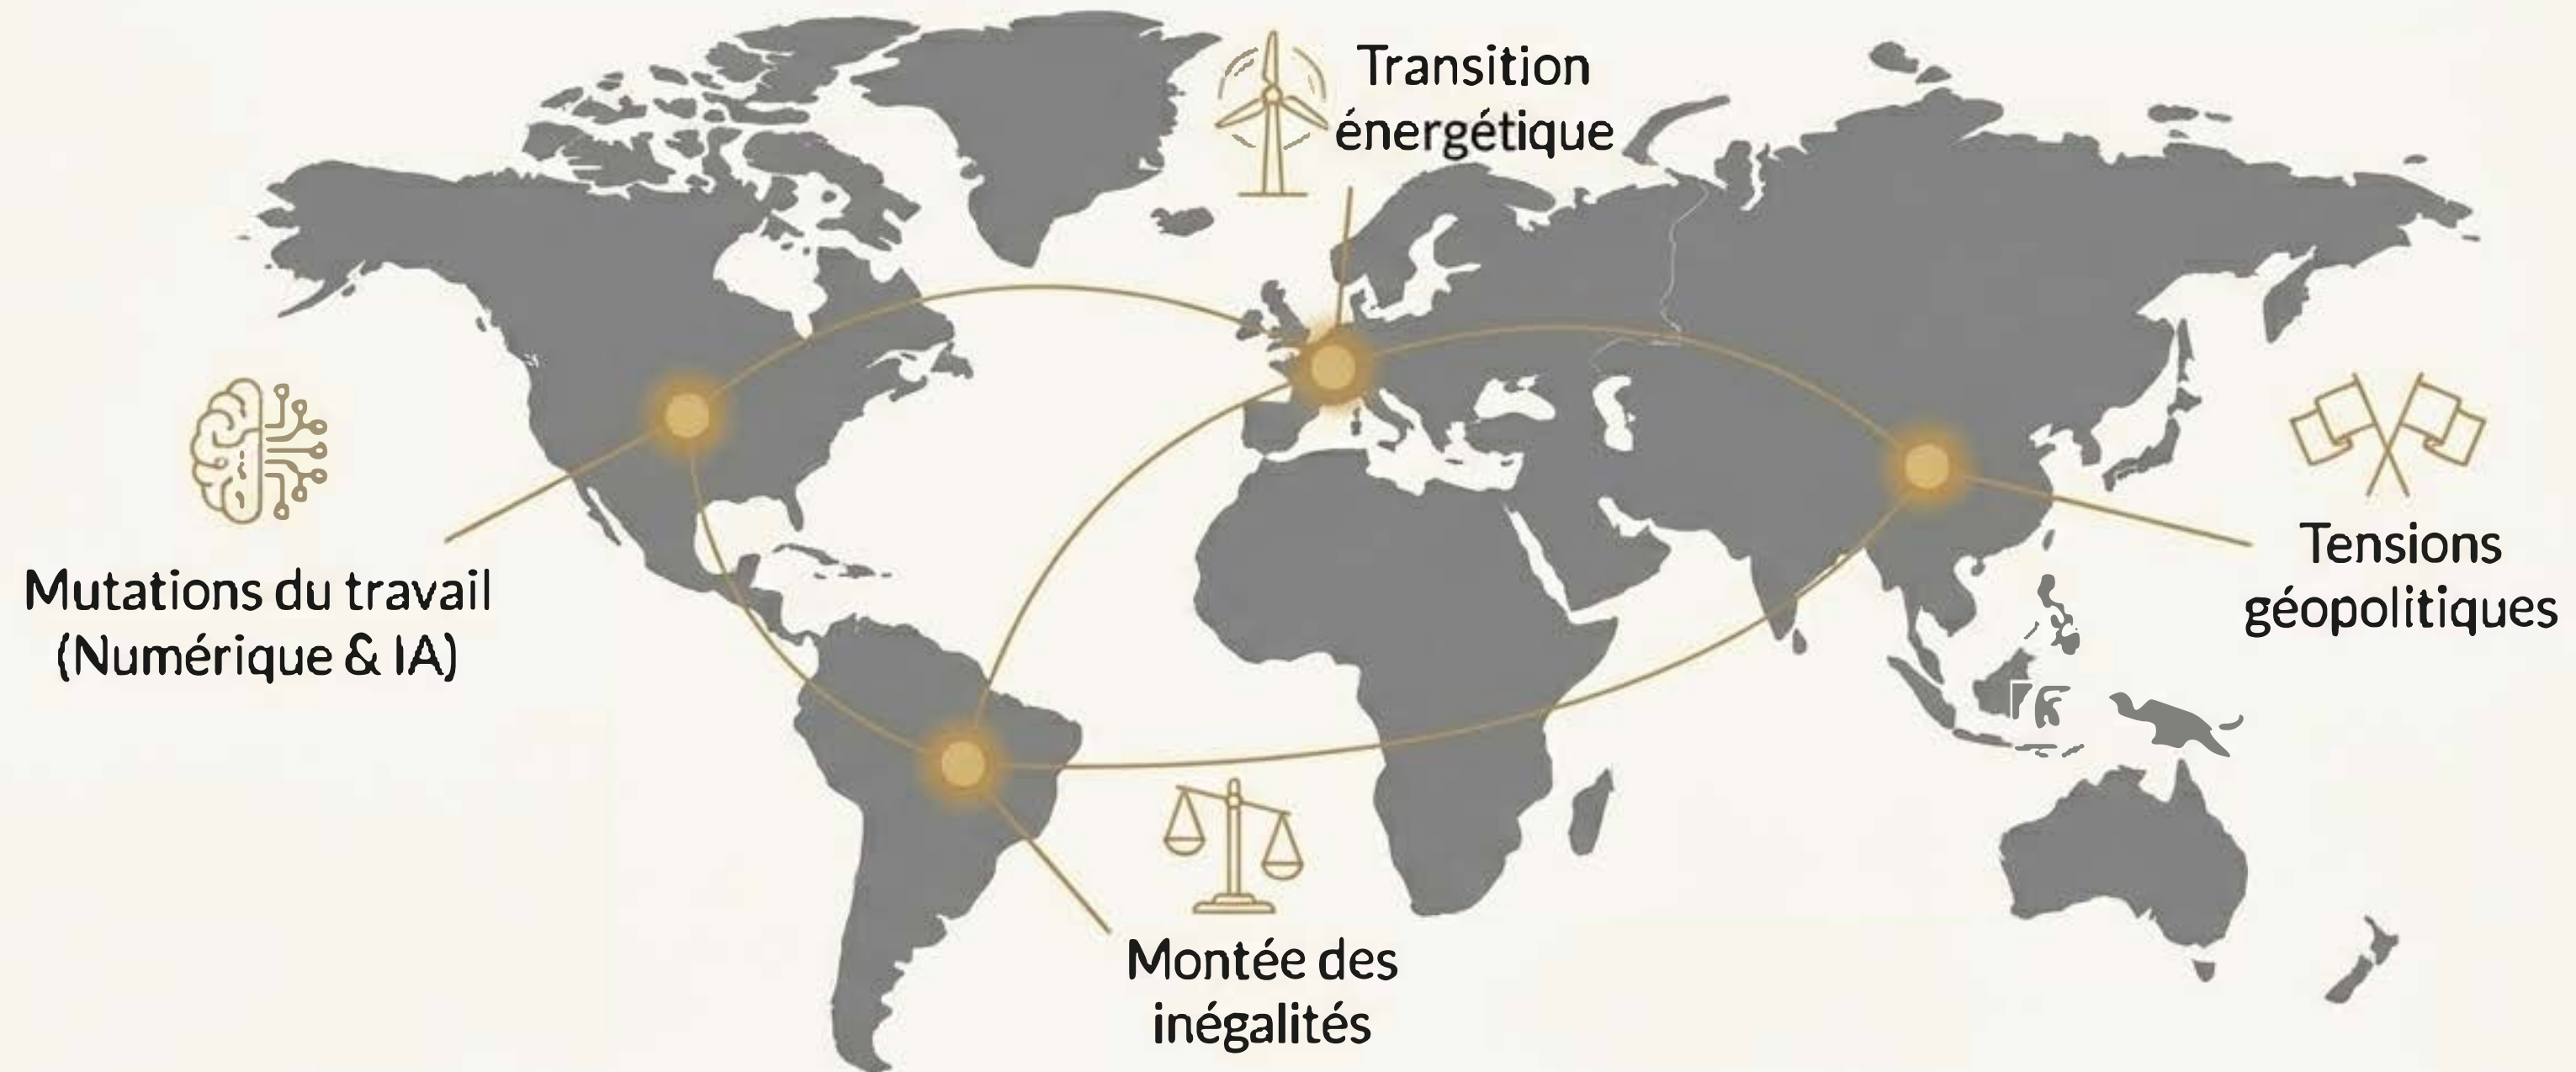 Transition
énergétique
Mutations du travail
(Numérique & IA)
Tensions
géopolitiques
Montée des
inégalités